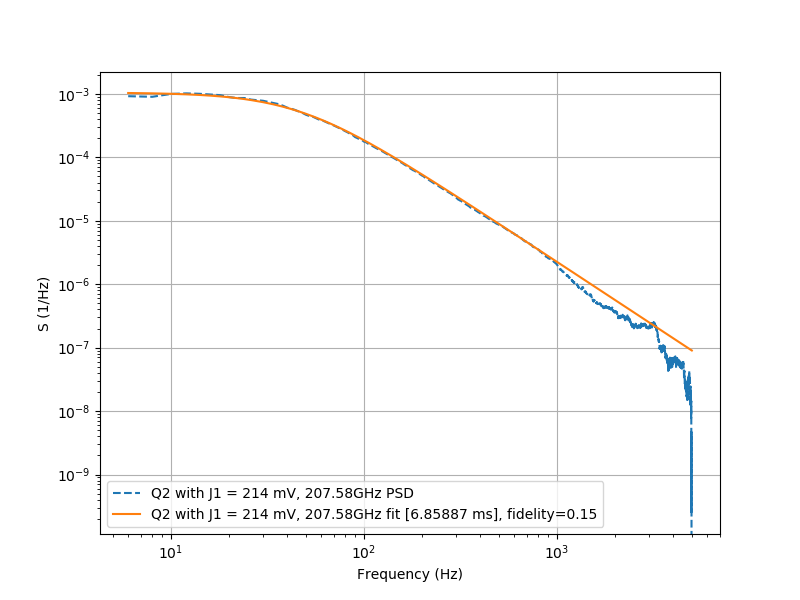 10⁻³
10⁻⁴
10⁻⁵
10⁻⁶
10⁻⁷
10⁻⁸
10⁻⁹
S (1/Hz)
Q2 with J1 = 214 mV, 207.58GHz PSD
Q2 with J1 = 214 mV, 207.58GHz fit [6.85887 ms], fidelity=0.15
10¹ 10² 10³
Frequency (Hz)